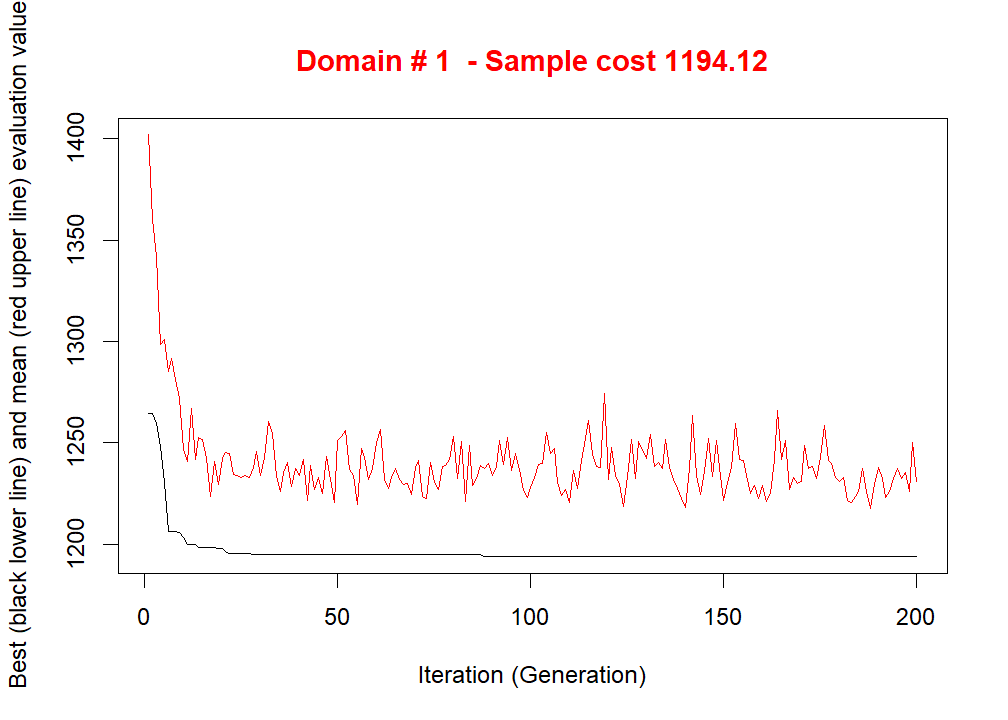 Domain # 1  - Sample cost 1194.12
Best (black lower line) and mean (red upper line) evaluation value
1400
1350
1300
1250
1200
0 50 100 150 200
Iteration (Generation)